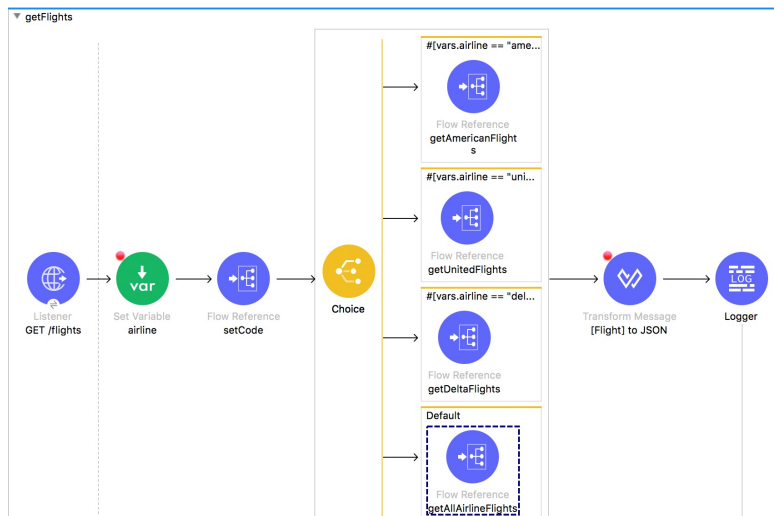 getFlights
#[vars.airline == "ame...
Flow Reference
getAmericanFlight
s
#[vars.airline == "uni...
Flow Reference
getUnitedFlights
Listener
GET /flights
var
Set Variable
airline
Flow Reference
setCode
Choice
#[vars.airline == "del...
Flow Reference
getDeltaFlights
Default
Flow Reference
getAllAirlineFlights
Transform Message
[Flight] to JSON
LOG
Logger